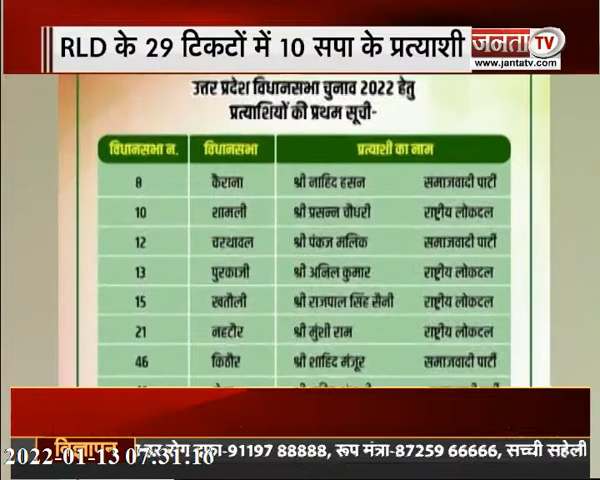 RLD के 29 टिकटों में 10 सपा के प्रत्याशी
जनता TV
www.jantatv.com
उत्तर प्रदेश विधानसभा चुनाव 2022 हेतु
प्रत्याशियों की प्रथम सूची-
विधानसभा न. विधानसभा प्रत्याशी का नाम
8 कैराना श्री नाहिद हसन समाजवादी पार्टी
10 शामली श्री प्रसन्न चौधरी राष्ट्रीय लोकदल
12 चरथावल श्री पंकज मलिक समाजवादी पार्टी
13 पुरकाजी श्री अनिल कुमार राष्ट्रीय लोकदल
15 खतौली श्री राजपाल सिंह सैनी राष्ट्रीय लोकदल
21 नहटौर श्री मुंशी राम राष्ट्रीय लोकदल
46 किठौर श्री शाहिद मंजूर समाजवादी पार्टी
विज्ञापन हर रोग दवा-91197 88888, रूप मंत्रा-87259 66666, सच्ची सहेली
2022-01-13 07:31:16